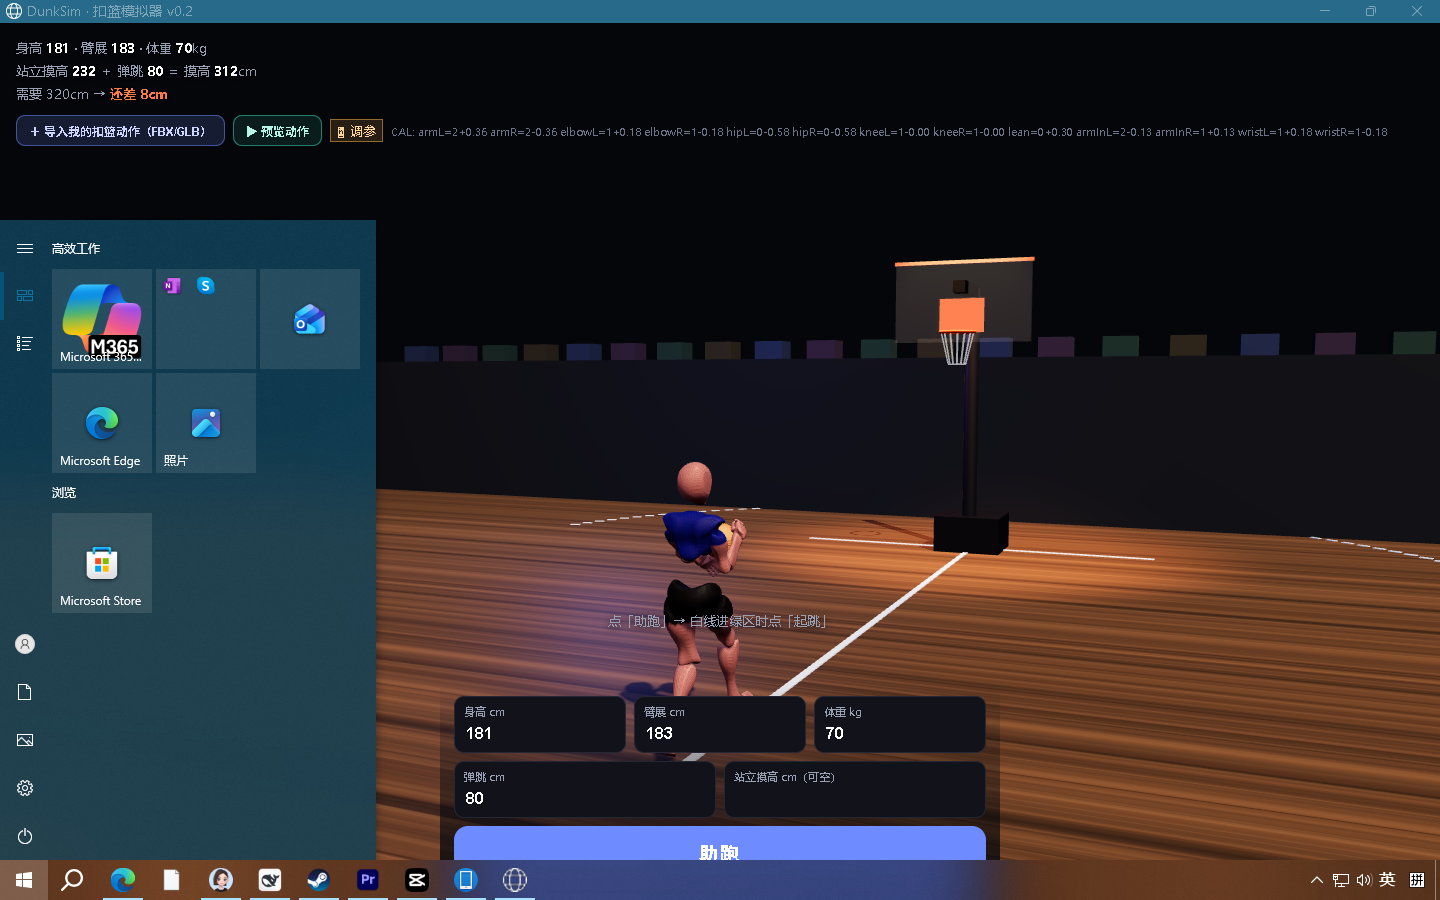 DunkSim · 扣篮模拟器 v0.2
身高 181 · 臂展 183 · 体重 70kg
站立摸高 232 + 弹跳 80 = 摸高 312cm
需要 320cm → 还差 8cm
+ 导入我的扣篮动作（FBX/GLB）
▶ 预览动作
调参
CAL: armL=2+0.36 armR=2-0.36 elbowL=1+0.18 elbowR=1-0.18 hipL=0-0.58 hipR=0-0.58 kneeL=1-0.00 kneeR=1-0.00 lean=0+0.30 armInL=2-0.13 armInR=1+0.13 wristL=1+0.18 wristR=1-0.18
高效工作
M365
Microsoft 365...
Microsoft Edge
照片
浏览
Microsoft Store
点「助跑」→ 白线进绿区时点「起跳」
身高 cm
181
臂展 cm
183
体重 kg
70
弹跳 cm
80
站立摸高 cm（可空）
助跑
Pr
英
拼